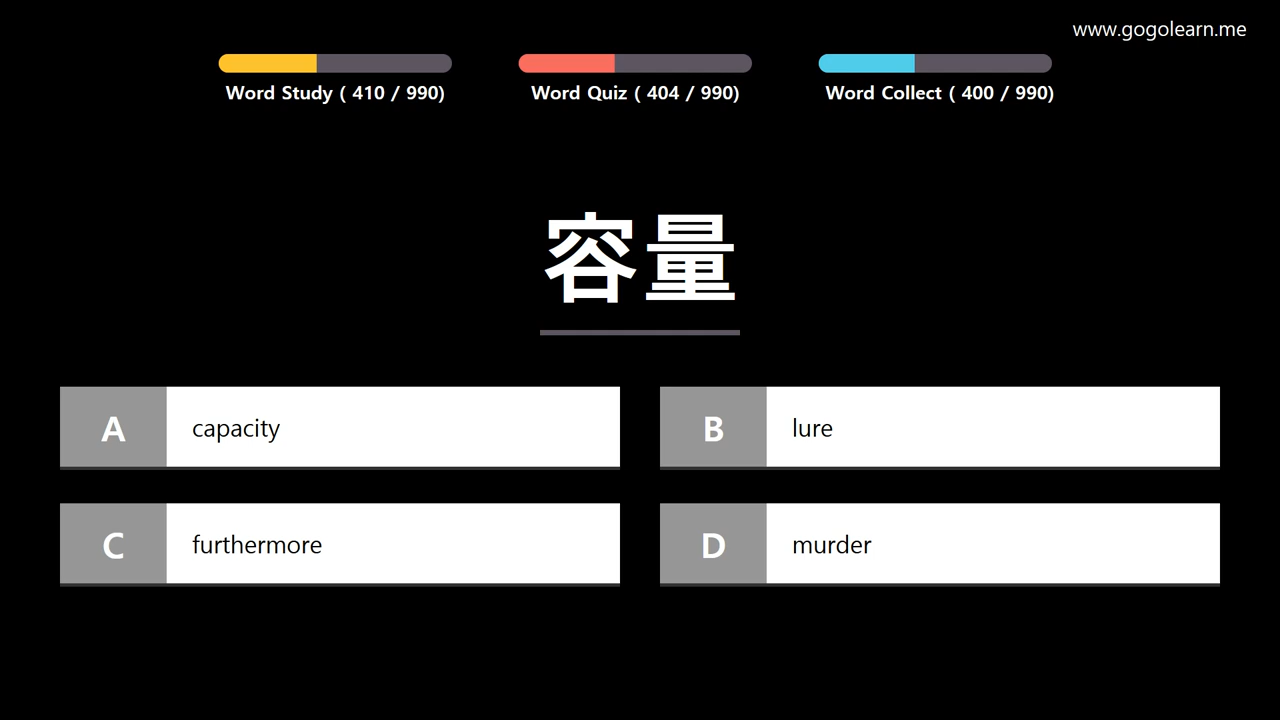 www.gogolearn.me
Word Study ( 410 / 990)
Word Quiz ( 404 / 990)
Word Collect ( 400 / 990)
容量
A capacity
B lure
C furthermore
D murder